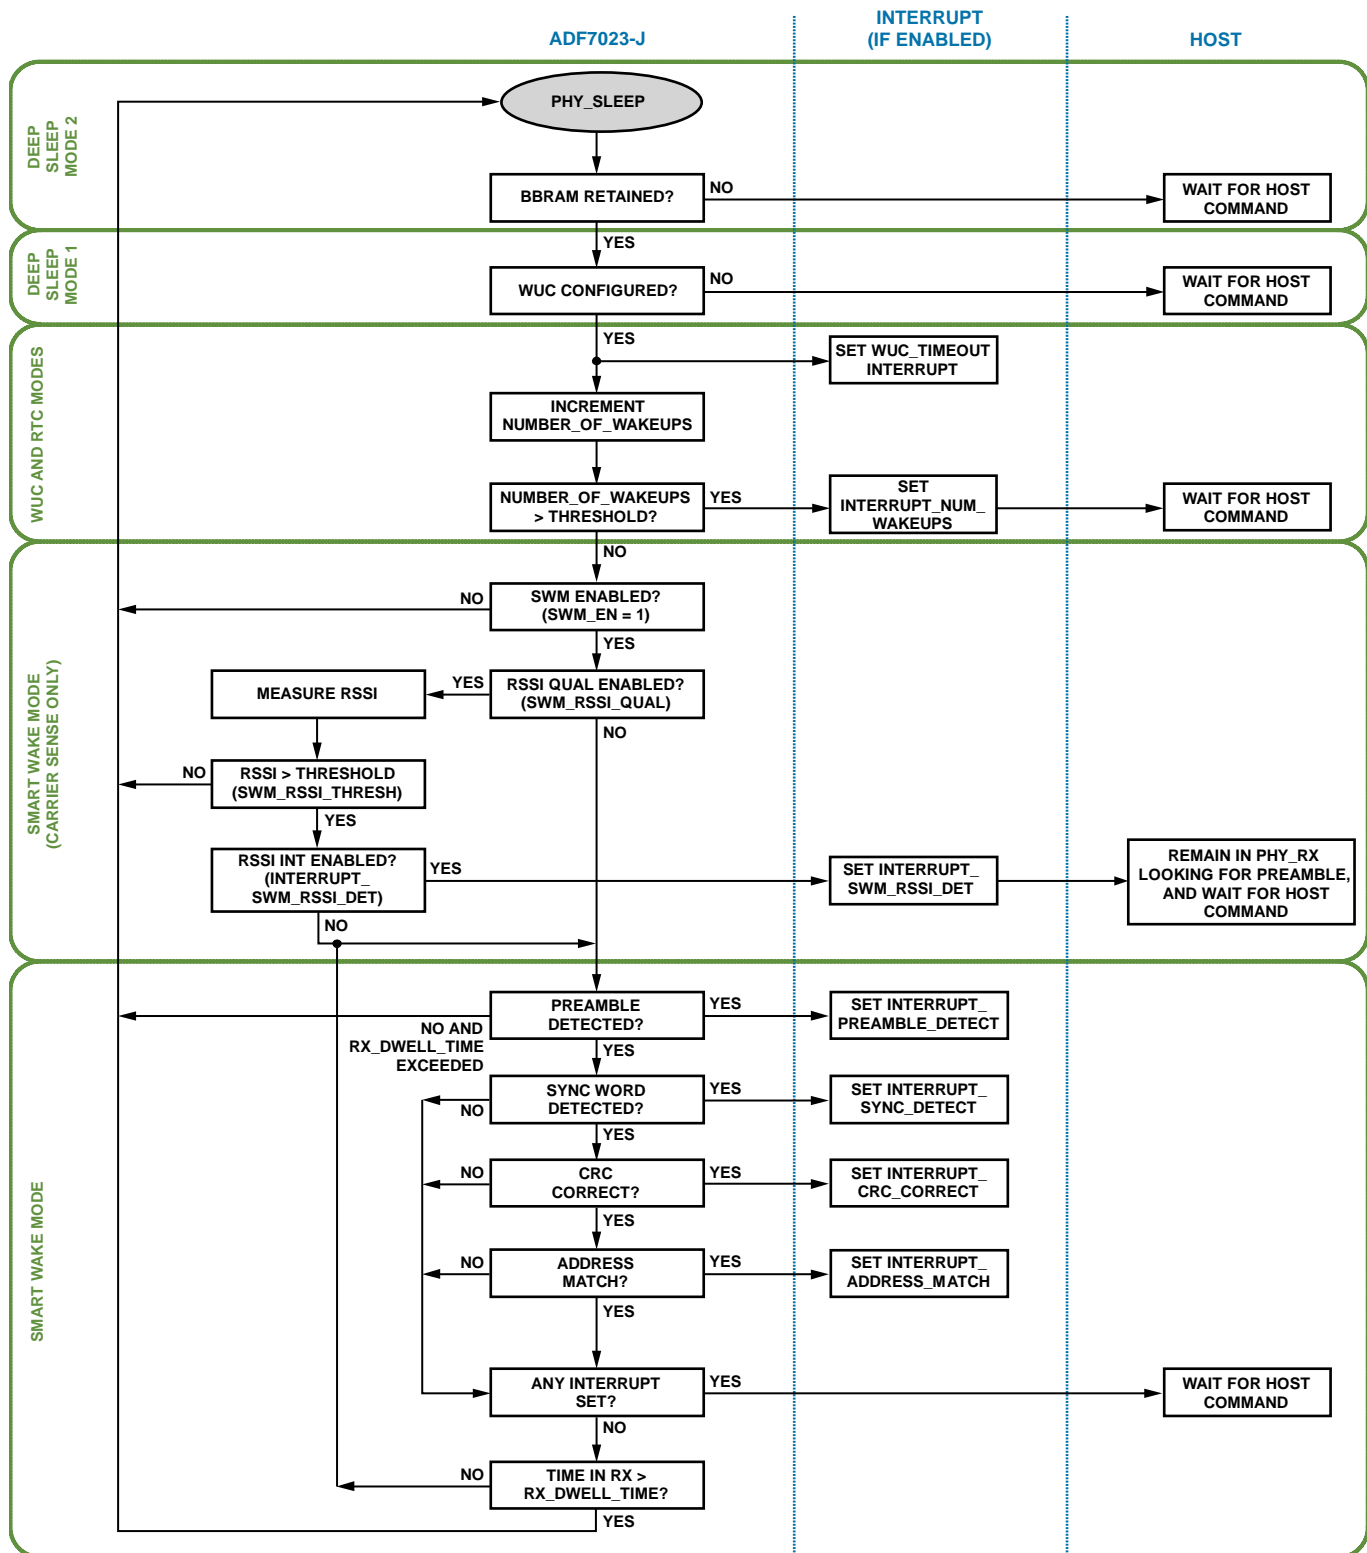 ADF7023-J
INTERRUPT
(IF ENABLED)
HOST
DEEP
SLEEP
MODE 2
PHY_SLEEP
BBRAM RETAINED?
NO
WAIT FOR HOST
COMMAND
YES
DEEP
SLEEP
MODE 1
WUC CONFIGURED?
NO
WAIT FOR HOST
COMMAND
YES
WUC AND RTC MODES
SET WUC_TIMEOUT
INTERRUPT
INCREMENT
NUMBER_OF_WAKEUPS
NUMBER_OF_WAKEUPS
> THRESHOLD?
YES
SET
INTERRUPT_NUM_
WAKEUPS
WAIT FOR HOST
COMMAND
NO
SMART WAKE MODE
(CARRIER SENSE ONLY)
SWM ENABLED?
(SWM_EN = 1)
NO
YES
RSSI QUAL ENABLED?
(SWM_RSSI_QUAL)
YES
MEASURE RSSI
NO
RSSI > THRESHOLD
(SWM_RSSI_THRESH)
NO
YES
RSSI INT ENABLED?
(INTERRUPT_
SWM_RSSI_DET)
YES
SET INTERRUPT_
SWM_RSSI_DET
REMAIN IN PHY_RX
LOOKING FOR PREAMBLE,
AND WAIT FOR HOST
COMMAND
NO
SMART WAKE MODE
PREAMBLE
DETECTED?
YES
SET INTERRUPT_
PREAMBLE_DETECT
NO AND
RX_DWELL_TIME
EXCEEDED
YES
SYNC WORD
DETECTED?
NO
YES
SET INTERRUPT_
SYNC_DETECT
YES
CRC
CORRECT?
NO
YES
SET INTERRUPT_
CRC_CORRECT
YES
ADDRESS
MATCH?
NO
YES
SET INTERRUPT_
ADDRESS_MATCH
YES
ANY INTERRUPT
SET?
YES
WAIT FOR HOST
COMMAND
NO
TIME IN RX >
RX_DWELL_TIME?
NO
YES